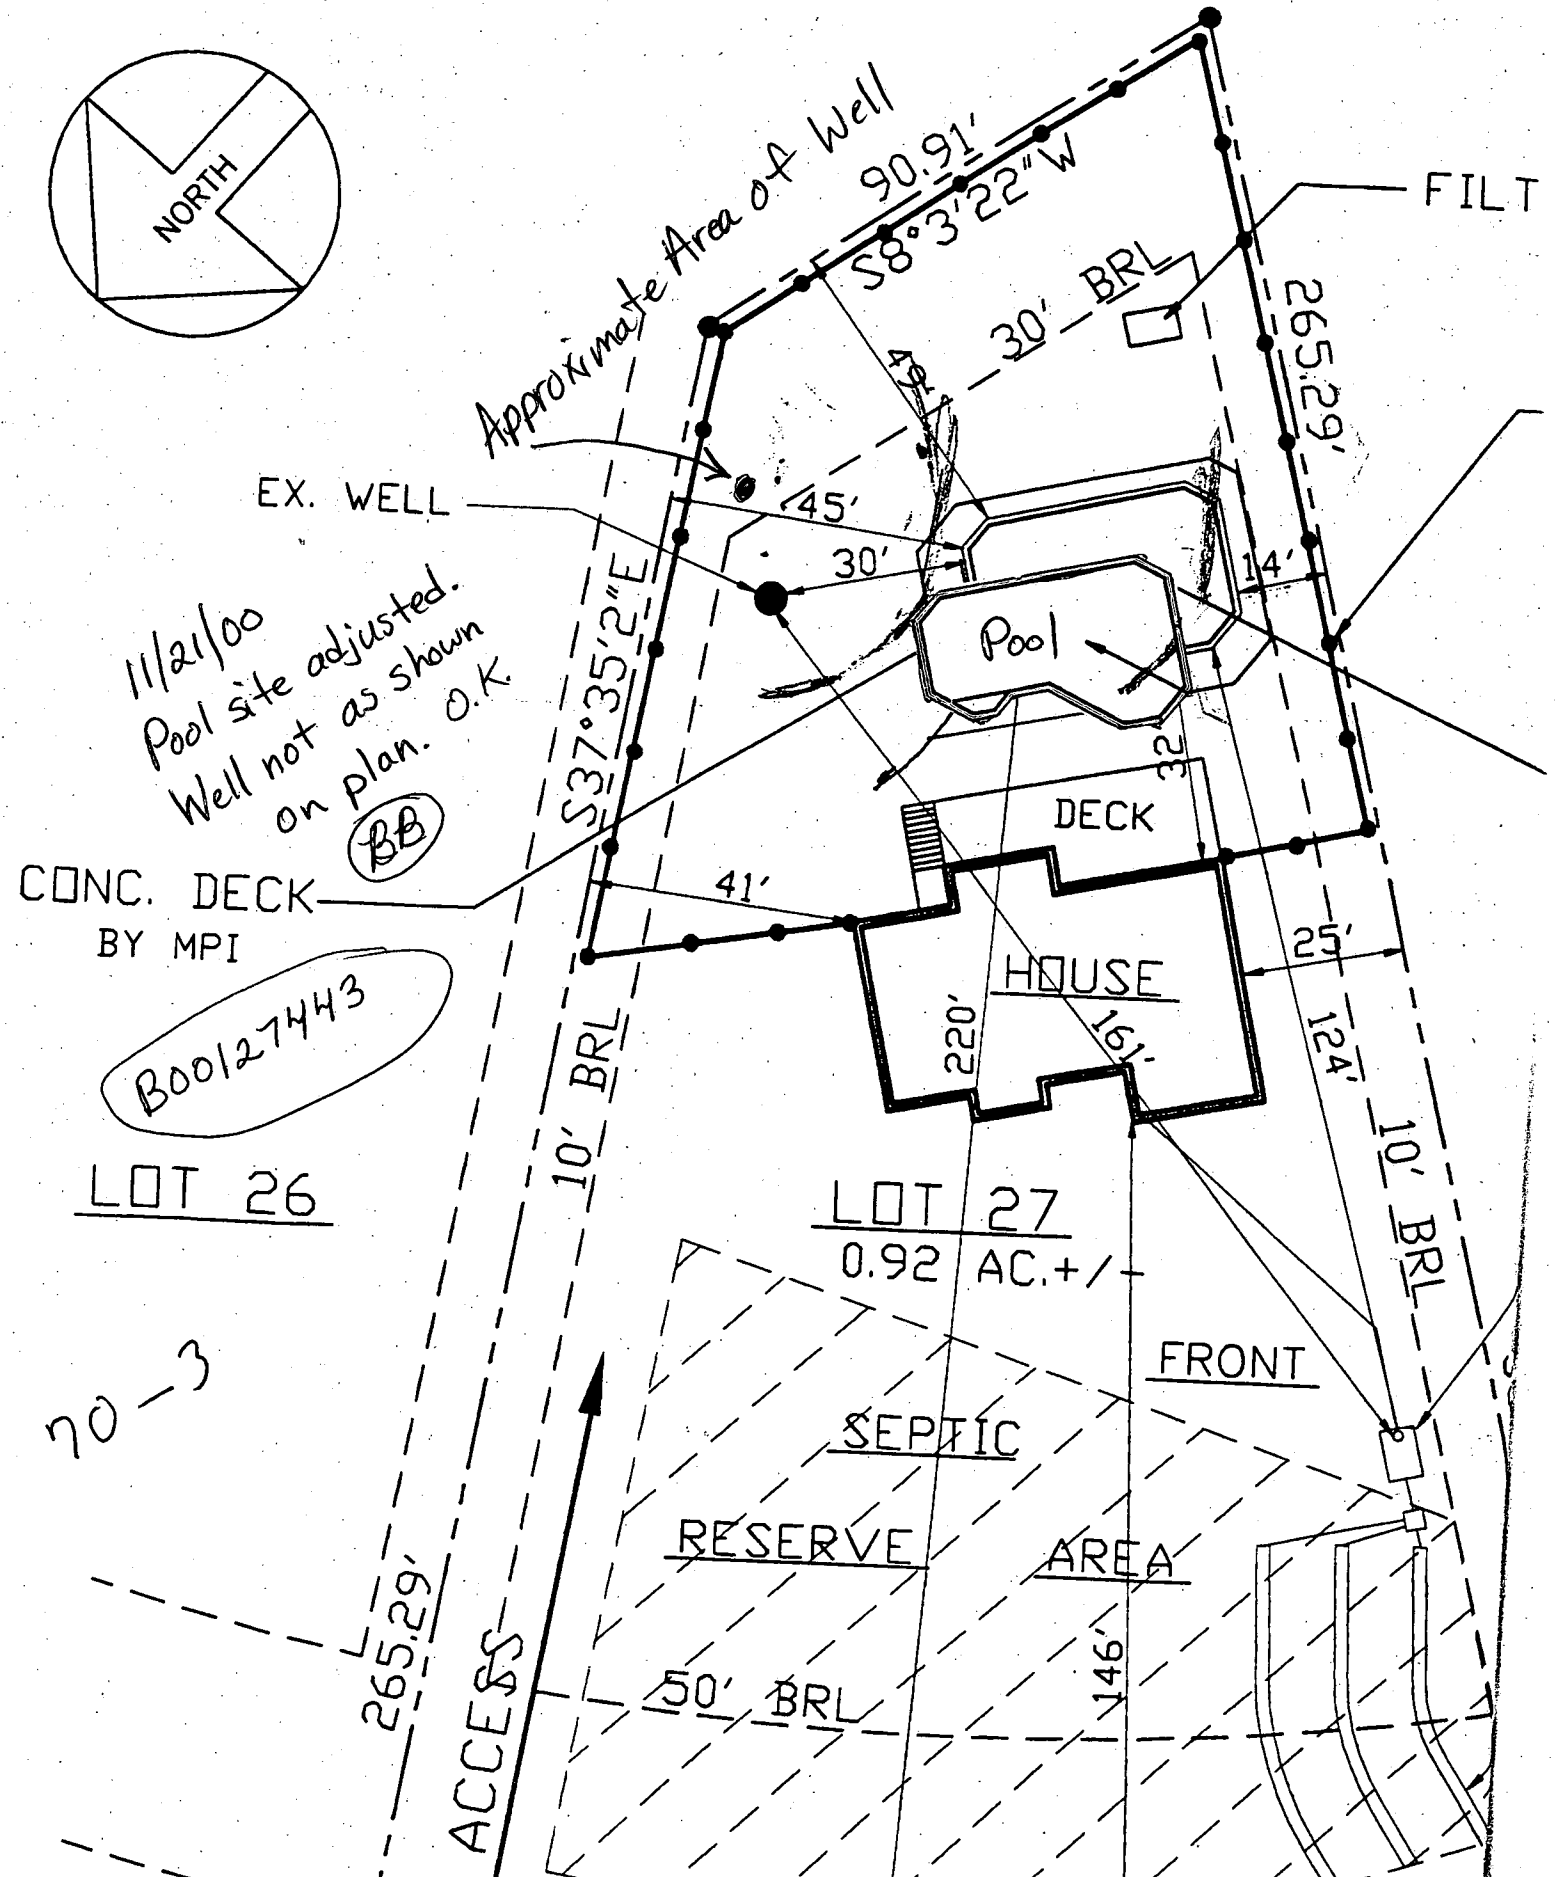 NORTH
Approximate Area of Well
90.91'
S8°3'22"W
FILT
30' BRL
265.29'
EX. WELL
45'
30'
14'
11/21/00
Pool site adjusted.
Well not as shown
on plan. O.K.
BB
S37°35'2"E
Pool
32'
DECK
CONC. DECK
BY MPI
41'
25'
HOUSE
220'
161'
124'
B00127443
10' BRL
10' BRL
LOT 26
LOT 27
0.92 AC.+/-
FRONT
70-3
SEPTIC
RESERVE AREA
265.29'
ACCESS
50' BRL
146'